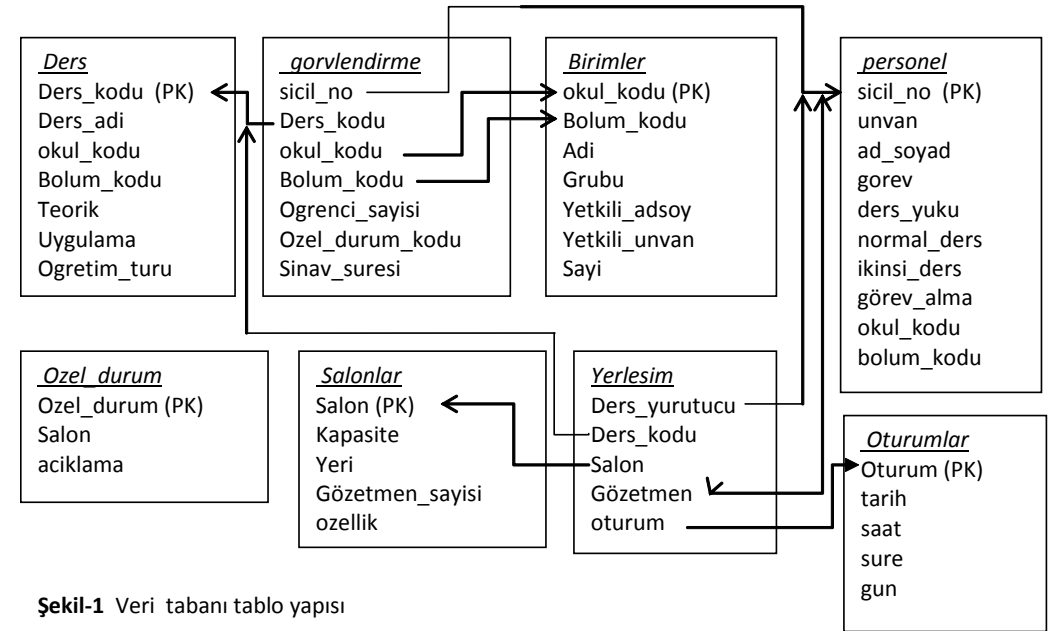 Ders
Ders_kodu (PK)
Ders_adi
okul_kodu
Bolum_kodu
Teorik
Uygulama
Ogretim_turu
gorvlendirme
sicil_no
Ders_kodu
okul_kodu
Bolum_kodu
Ogrenci_sayisi
Ozel_durum_kodu
Sinav_suresi
Birimler
okul_kodu (PK)
Bolum_kodu
Adi
Grubu
Yetkili_adsoy
Yetkili_unvan
Sayi
personel
sicil_no (PK)
unvan
ad_soyad
gorev
ders_yuku
normal_ders
ikinsi_ders
görev_alma
okul_kodu
bolum_kodu
Ozel_durum
Ozel_durum (PK)
Salon
aciklama
Salonlar
Salon (PK)
Kapasite
Yeri
Gözetmen_sayisi
ozellik
Yerlesim
Ders_yurutucu
Ders_kodu
Salon
Gözetmen
oturum
Oturumlar
Oturum (PK)
tarih
saat
sure
gun
Şekil-1 Veri tabanı tablo yapısı